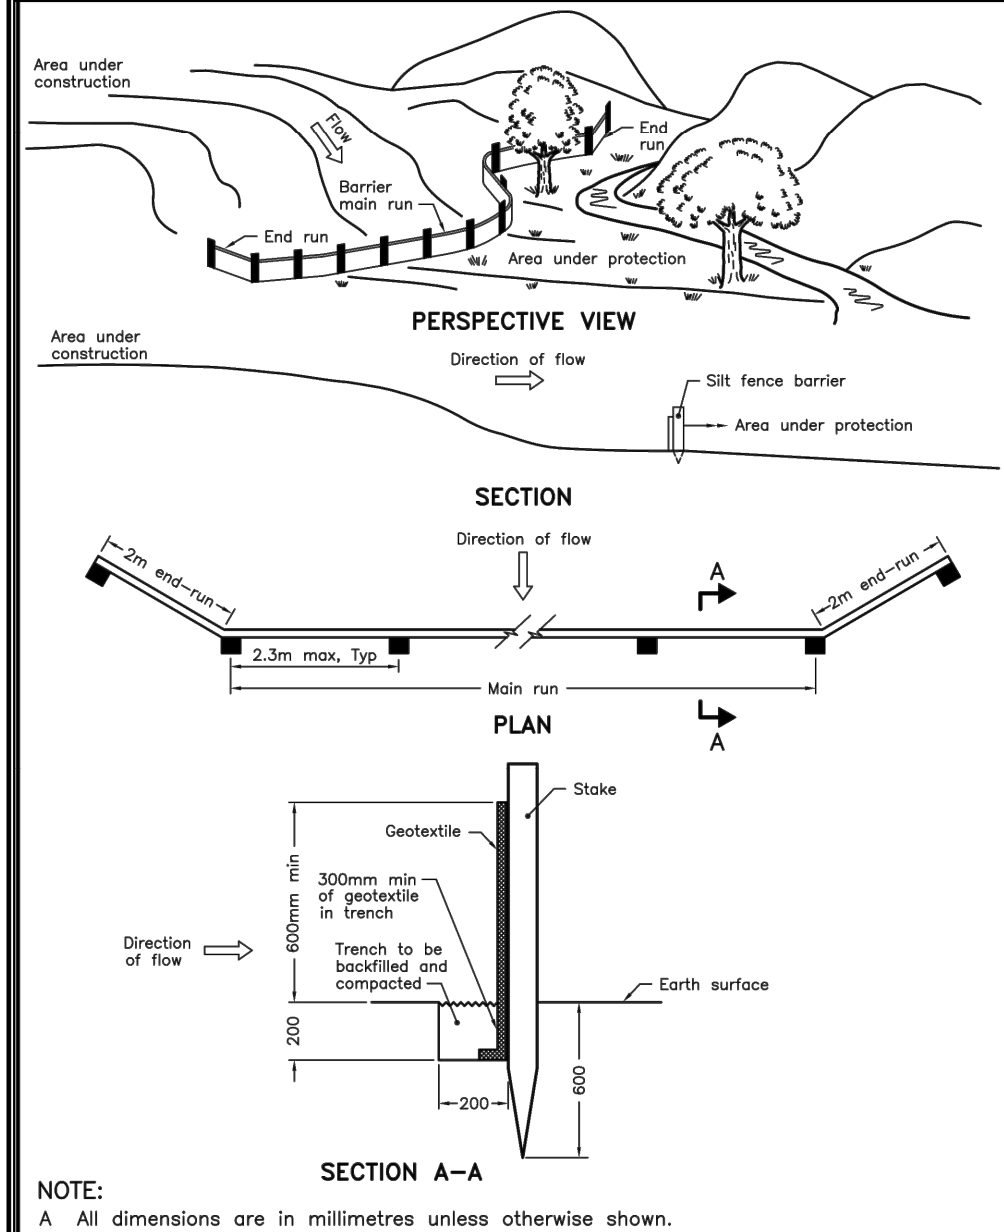 Area under
construction
Flow
End
run
Barrier
main run
End run
Area under protection
PERSPECTIVE VIEW
Area under
construction
Direction of flow
Silt fence barrier
Area under protection
SECTION
Direction of flow
2m end-run
A
2m end-run
2.3m max, Typ
Main run
PLAN
A
Stake
Geotextile
600mm min
300mm min
of geotextile
in trench
Direction
of flow
Trench to be
backfilled and
compacted
Earth surface
200
600
200
SECTION A-A
NOTE:
A All dimensions are in millimetres unless otherwise shown.